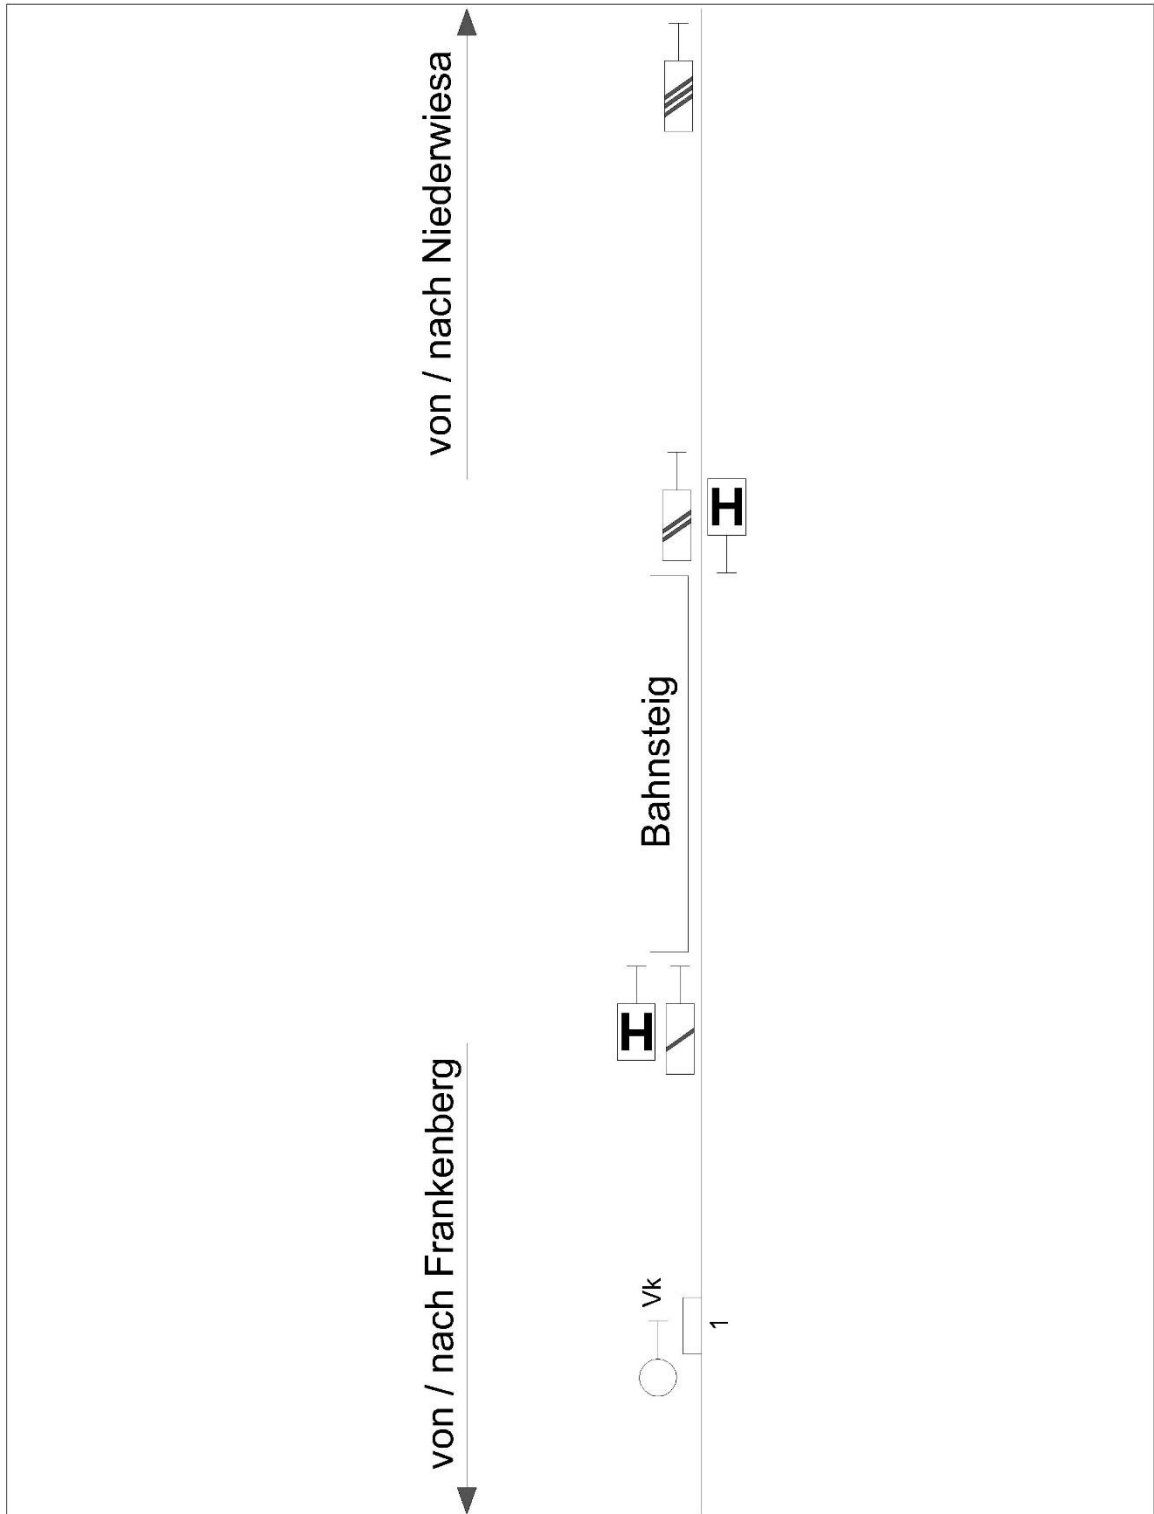 von / nach Frankenberg
von / nach Niederwiesa
Vk
1
H
Bahnsteig
H